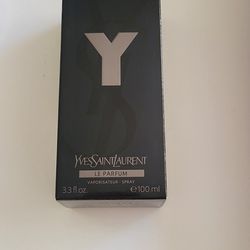 Y
YVESSAINTLAURENT
LE PARFUM
VAPORISATEUR · SPRAY
3.3 fl.oz. ℮100 ml